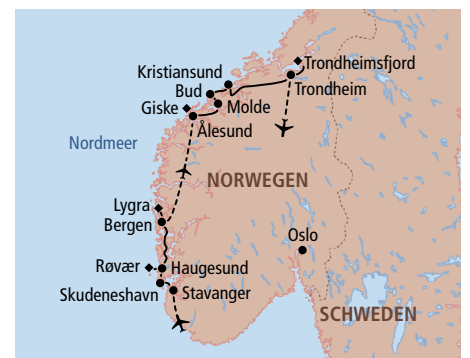 Trondheimsfjord
Kristiansund
Bud
Trondheim
Giske
Molde
Ålesund
Nordmeer
NORWEGEN
Lygra
Bergen
Oslo
Røvær
Haugesund
Skudeneshavn
Stavanger
SCHWEDEN